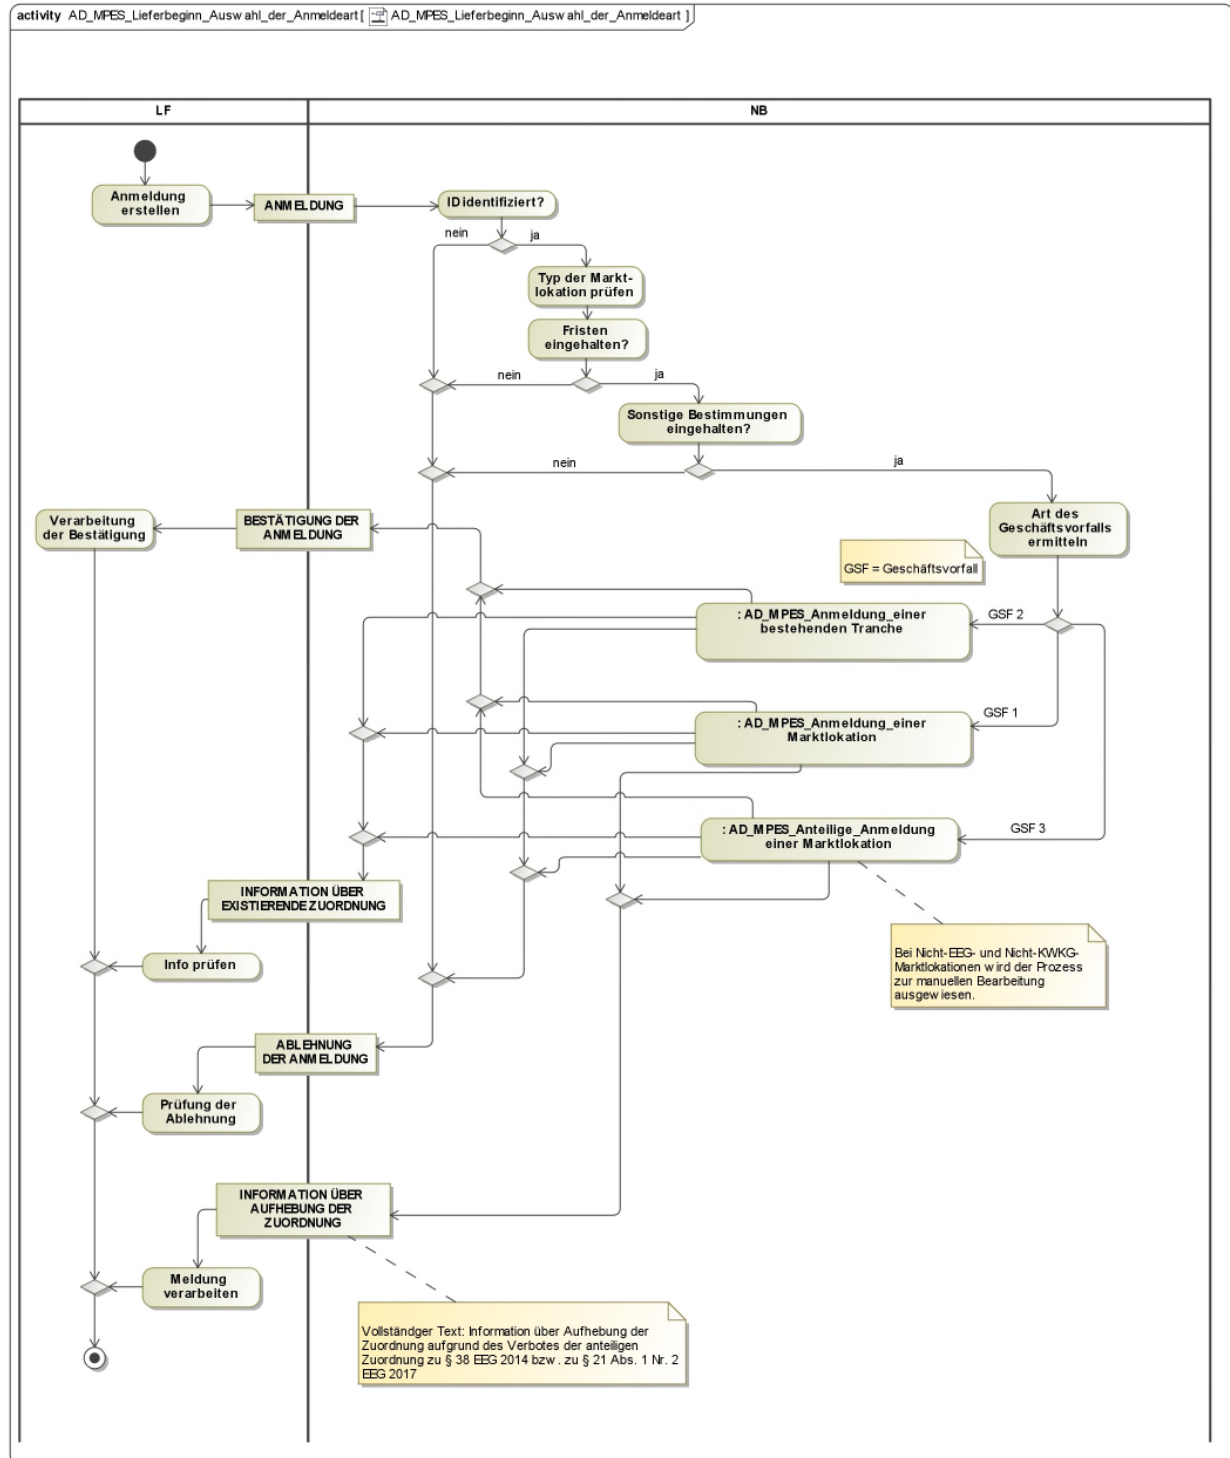 activity AD_MPES_Lieferbeginn_Auswahl_der_Anmeldeart [ AD_MPES_Lieferbeginn_Auswahl_der_Anmeldeart ]
LF
NB
Anmeldung
erstellen
ANMELDUNG
ID identifiziert?
nein
ja
Typ der Markt-
lokation prüfen
Fristen
eingehalten?
nein
ja
Sonstige Bestimmungen
eingehalten?
nein
ja
Verarbeitung
der Bestätigung
BESTÄTIGUNG DER
ANMELDUNG
Art des
Geschäftsvorfalls
ermitteln
GSF = Geschäftsvorfall
: AD_MPES_Anmeldung_einer
bestehenden Tranche
GSF 2
: AD_MPES_Anmeldung_einer
Marktlokation
GSF 1
: AD_MPES_Anteilige_Anmeldung
einer Marktlokation
GSF 3
INFORMATION ÜBER
EXISTIERENDE ZUORDNUNG
Info prüfen
Bei Nicht-EEG- und Nicht-KWKG-
Marktlokationen wird der Prozess
zur manuellen Bearbeitung
ausgewiesen.
ABLEHNUNG
DER ANMELDUNG
Prüfung der
Ablehnung
INFORMATION ÜBER
AUFHEBUNG DER
ZUORDNUNG
Meldung
verarbeiten
Vollständger Text: Information über Aufhebung der
Zuordnung aufgrund des Verbotes der anteiligen
Zuordnung zu § 38 EEG 2014 bzw. zu § 21 Abs. 1 Nr. 2
EEG 2017